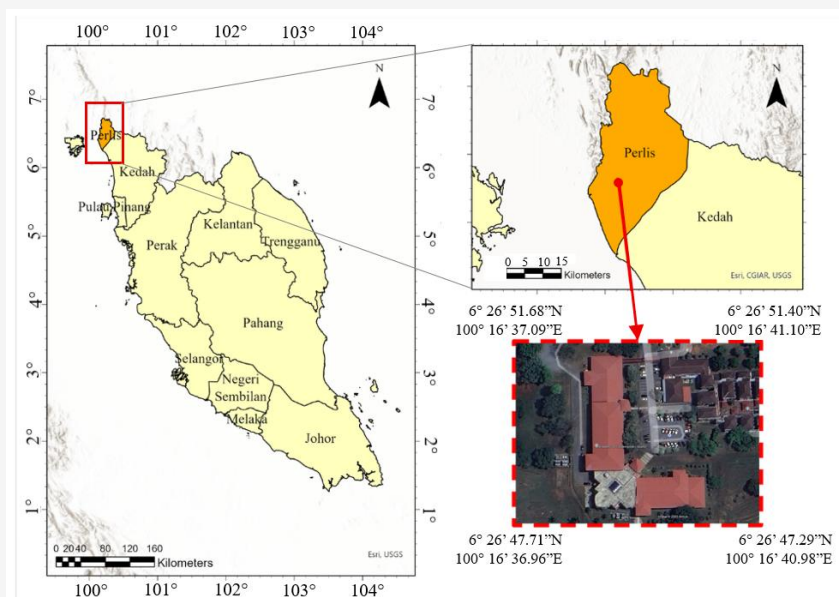 100° 101° 102° 103° 104°
N
7°
6°
5°
4°
3°
2°
1°
Perlis
Kedah
Pulau Pinang
Perak
Kelantan
Trengganu
Pahang
Selangor
Negeri
Sembilan
Melaka
Johor
7°
6°
5°
4°
3°
2°
1°
0 20 40 80 120 160
Kilometers
Esri, USGS
100° 101° 102° 103° 104°
N
Perlis
Kedah
0 5 10 15
Kilometers
Esri, CGIAR, USGS
6° 26’ 51.68”N
100° 16’ 37.09”E
6° 26’ 51.40”N
100° 16’ 41.10”E
6° 26’ 47.71”N
100° 16’ 36.96”E
6° 26’ 47.29”N
100° 16’ 40.98”E